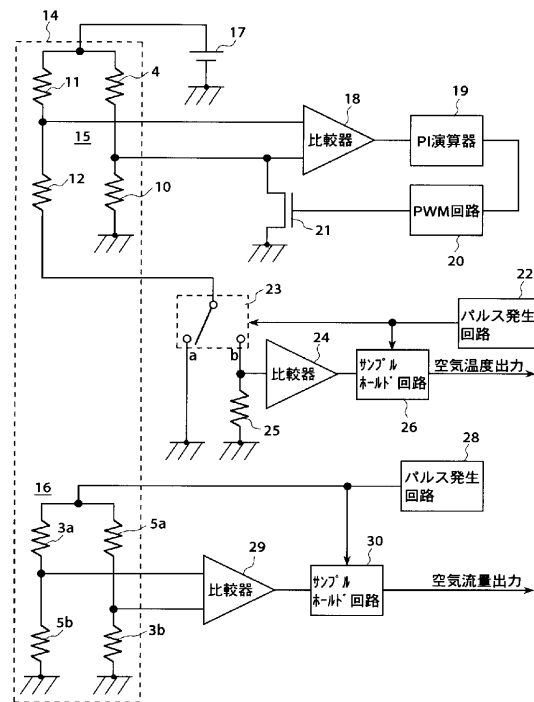 14
17
11
4
15
12
10
18
比較器
19
PI演算器
PWM回路
20
21
22
パルス発生
回路
23
a
b
24
比較器
25
サンプル
ホールド回路
26
空気温度出力
28
パルス発生
回路
16
3a
5a
5b
3b
29
比較器
30
サンプル
ホールド回路
空気流量出力